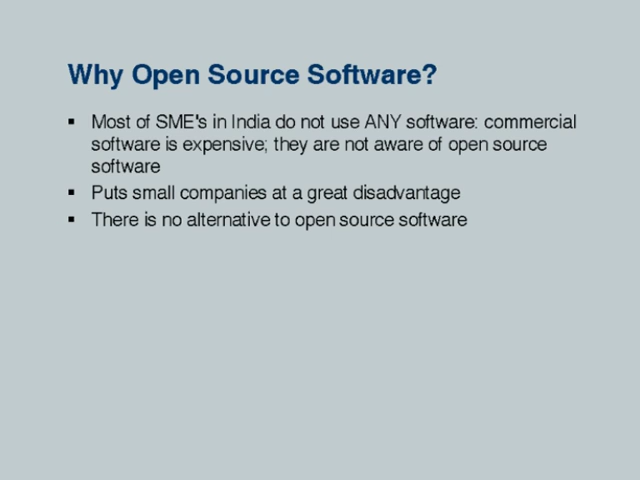 Why Open Source Software?
▪ Most of SME's in India do not use ANY software: commercial
software is expensive; they are not aware of open source
software
▪ Puts small companies at a great disadvantage
▪ There is no alternative to open source software